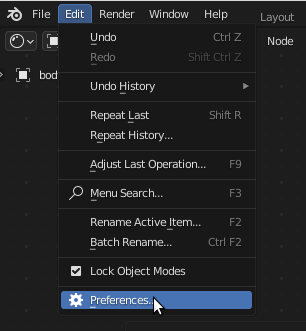 File Edit Render Window Help Layout
Undo Ctrl Z Node
Redo Shift Ctrl Z
body
Undo History
Repeat Last Shift R
Repeat History...
Adjust Last Operation... F9
Menu Search... F3
Rename Active Item... F2
Batch Rename... Ctrl F2
Lock Object Modes
Preferences...